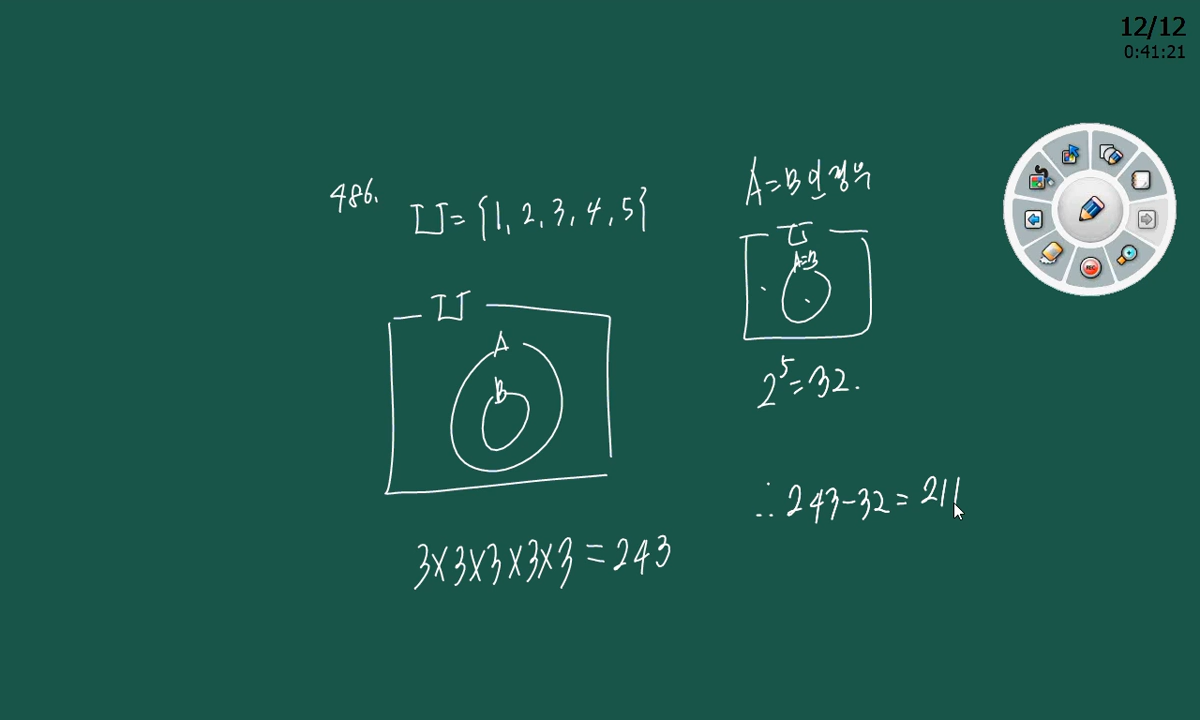 12/12
0:41:21
486.
U = {1, 2, 3, 4, 5}
U
A
B
3×3×3×3×3 = 243
A=B인 경우
U
A=B
2⁵=32.
∴ 243-32 = 211
REC